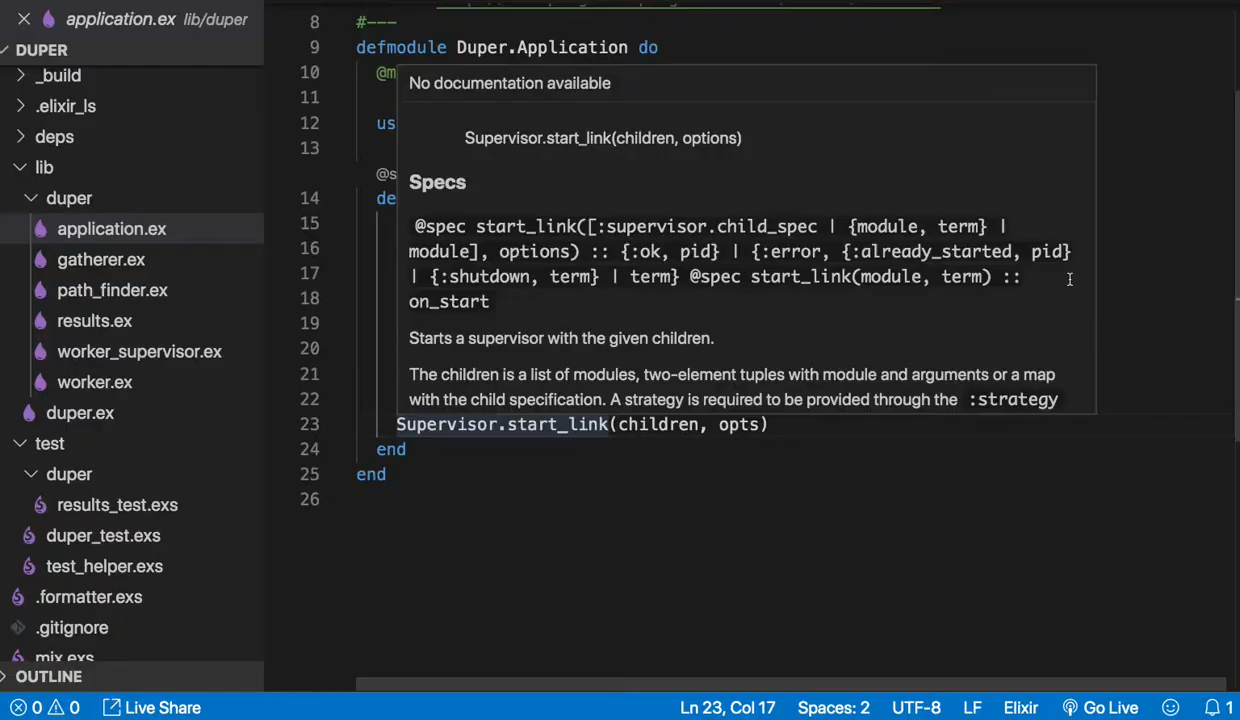 application.ex lib/duper
DUPER
_build
.elixir_ls
deps
lib
duper
application.ex
gatherer.ex
path_finder.ex
results.ex
worker_supervisor.ex
worker.ex
duper.ex
test
duper
results_test.exs
duper_test.exs
test_helper.exs
.formatter.exs
.gitignore
mix.exs
OUTLINE
8 #---
9 defmodule Duper.Application do
10 @m
11
12 us
13
@s
14 de
15
16
17
18
19
20
21
22
23 Supervisor.start_link(children, opts)
24 end
25 end
26
No documentation available
Supervisor.start_link(children, options)
Specs
@spec start_link([:supervisor.child_spec | {module, term} |
module], options) :: {:ok, pid} | {:error, {:already_started, pid}
| {:shutdown, term} | term} @spec start_link(module, term) ::
on_start
Starts a supervisor with the given children.
The children is a list of modules, two-element tuples with module and arguments or a map
with the child specification. A strategy is required to be provided through the :strategy
0 0 Live Share Ln 23, Col 17 Spaces: 2 UTF-8 LF Elixir Go Live 1